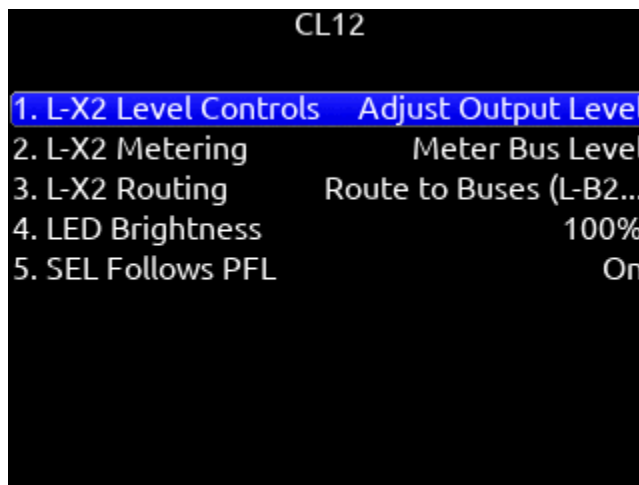 CL12
1. L-X2 Level Controls Adjust Output Level
2. L-X2 Metering Meter Bus Level
3. L-X2 Routing Route to Buses (L-B2...
4. LED Brightness 100%
5. SEL Follows PFL On